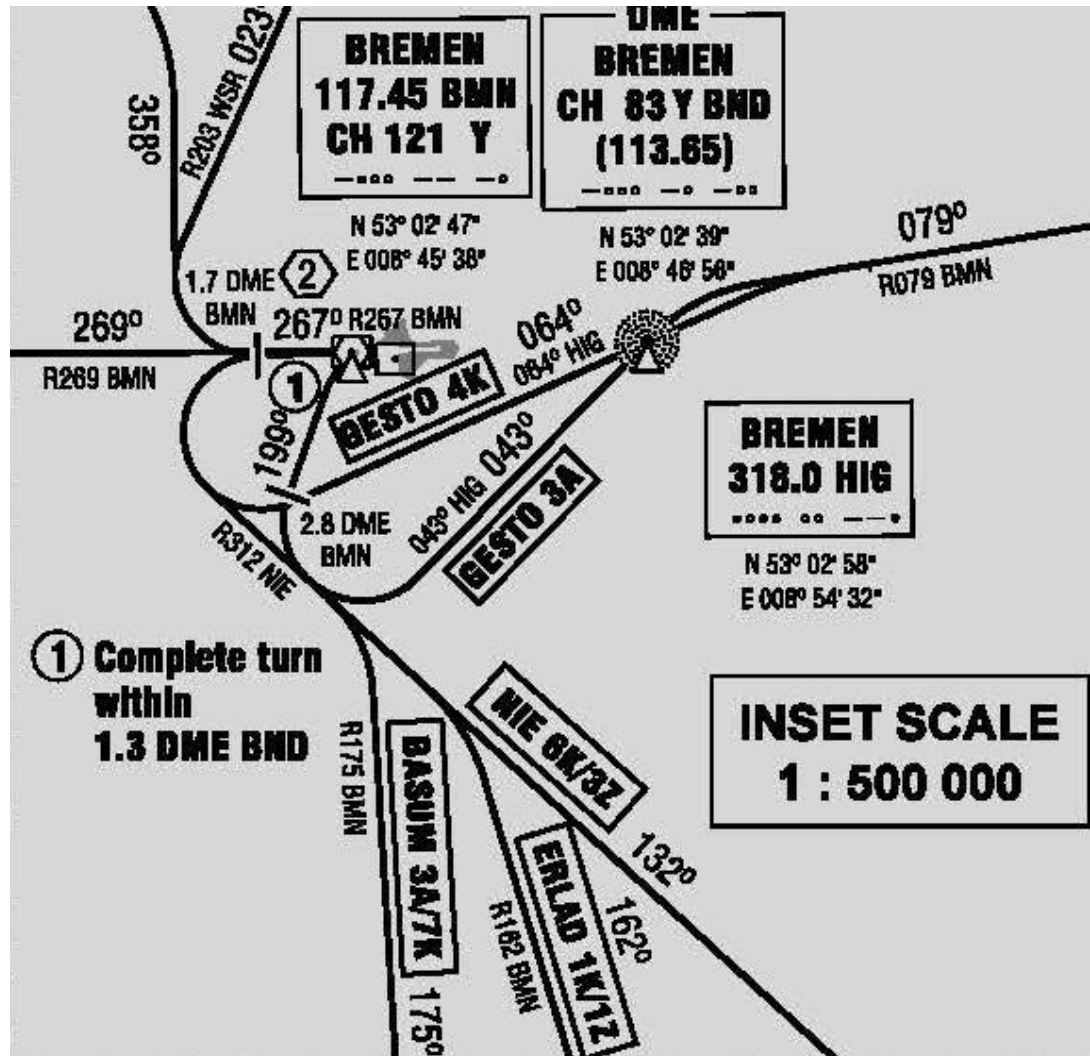 DME
BREMEN
117.45 BMN
CH 121 Y
BREMEN
CH 83 Y BND
(113.65)
N 53° 02' 47"
E 008° 45' 38"
N 53° 02' 39"
E 008° 46' 56"
023°
R203 WSR
358°
079°
R079 BMN
1.7 DME
BMN
2
269°
R269 BMN
267° R267 BMN
1
199°
064°
064° HIG
GESTO 4K
043° HIG 043°
GESTO 3A
2.8 DME
BMN
R312 NIE
BREMEN
318.0 HIG
N 53° 02' 58"
E 008° 54' 32"
1 Complete turn
within
1.3 DME BND
INSET SCALE
1 : 500 000
R175 BMN
BASUM 3A/7K
175°
NIE 6K/3Z
132°
R162 BMN
ERLAD 1K/1Z
162°